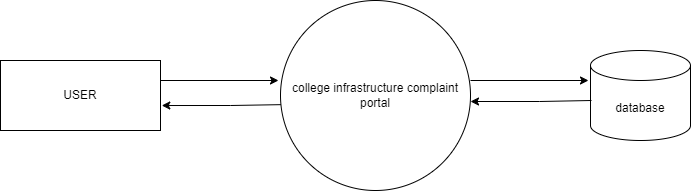 USER
college infrastructure complaint
portal
database